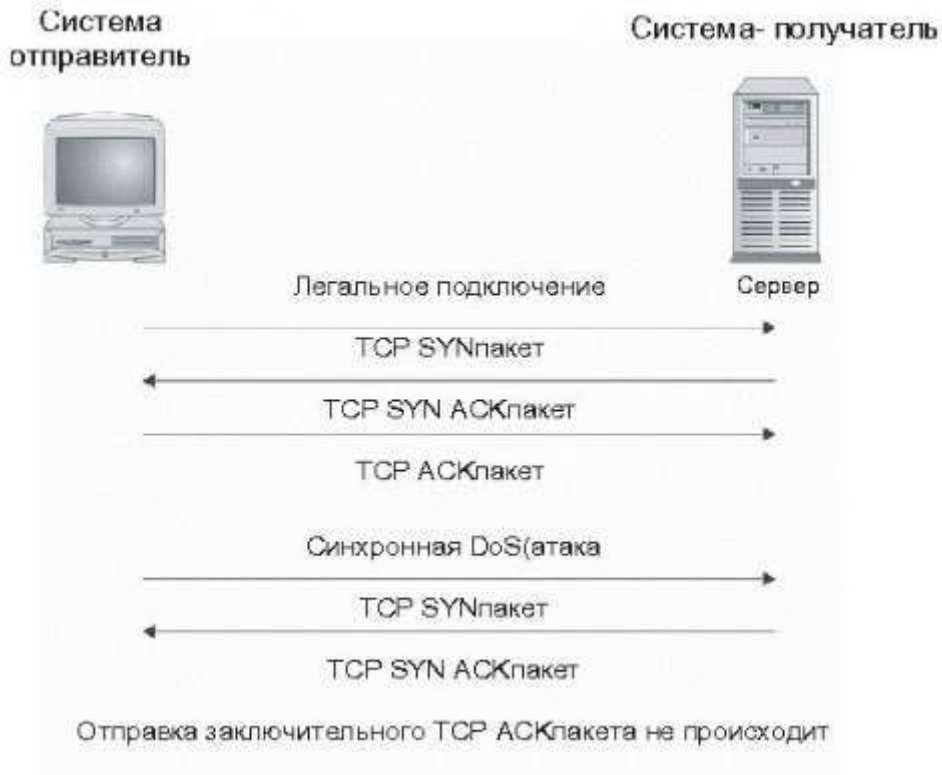 Система
отправитель
Система- получатель
Сервер
Легальное подключение
TCP SYNпакет
TCP SYN ACKпакет
TCP ACKпакет
Синхронная DoS(атака
TCP SYNпакет
TCP SYN ACKпакет
Отправка заключительного TCP ACKпакета не происходит